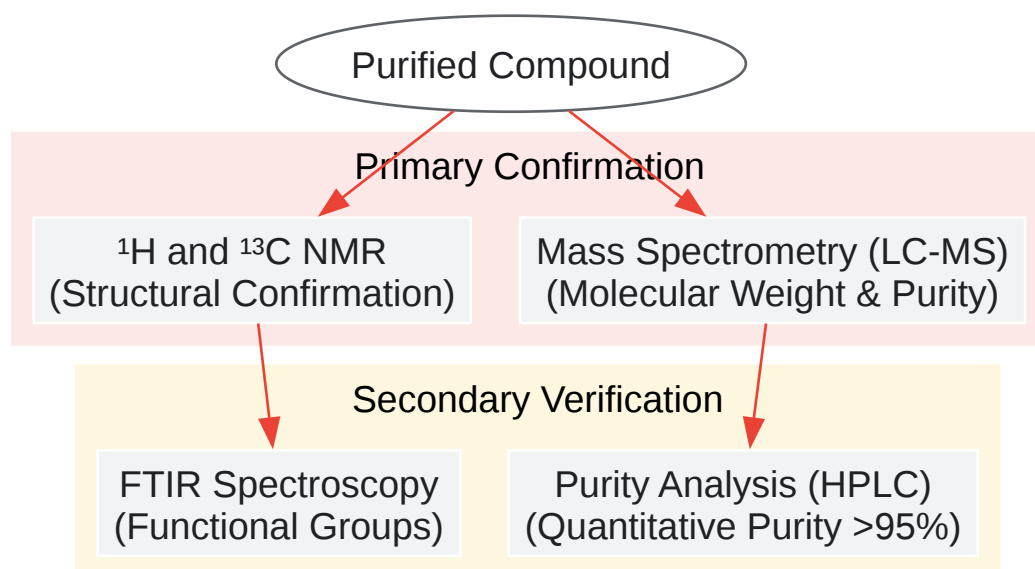 Purified Compound
Primary Confirmation
¹H and ¹³C NMR
(Structural Confirmation)
Mass Spectrometry (LC-MS)
(Molecular Weight & Purity)
Secondary Verification
FTIR Spectroscopy
(Functional Groups)
Purity Analysis (HPLC)
(Quantitative Purity >95%)